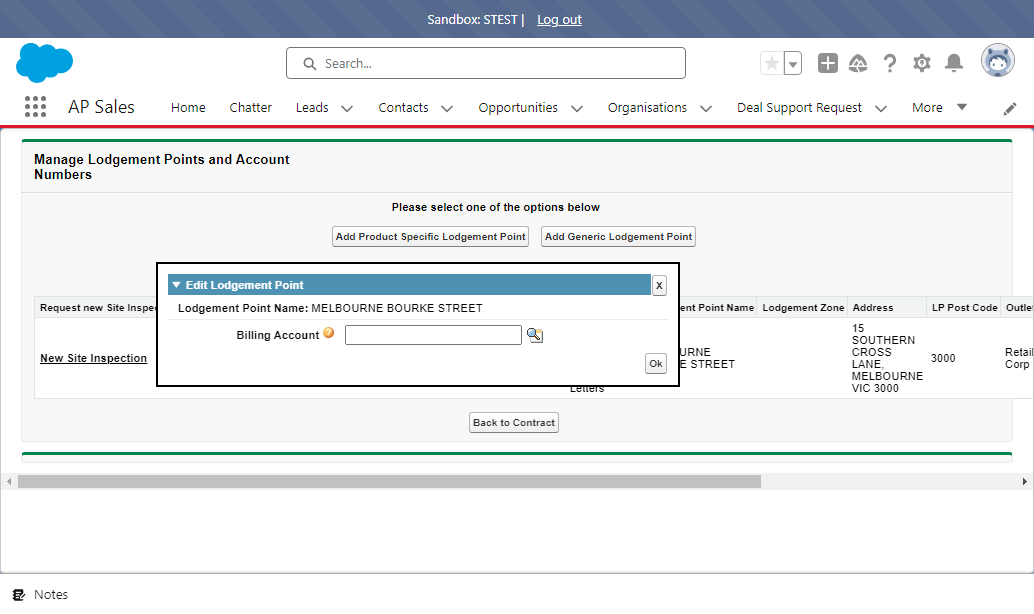 Sandbox: STEST | Log out
Search...
AP Sales Home Chatter Leads Contacts Opportunities Organisations Deal Support Request More
Manage Lodgement Points and Account
Numbers
Please select one of the options below
Add Product Specific Lodgement Point Add Generic Lodgement Point
Edit Lodgement Point X
Lodgement Point Name: MELBOURNE BOURKE STREET
Billing Account ?
Ok
Request new Site Inspe ent Point Name Lodgement Zone Address LP Post Code Outle
New Site Inspection
Letters
URNE
E STREET
15
SOUTHERN
CROSS
LANE,
MELBOURNE
VIC 3000
3000
Retail
Corp
Back to Contract
Notes